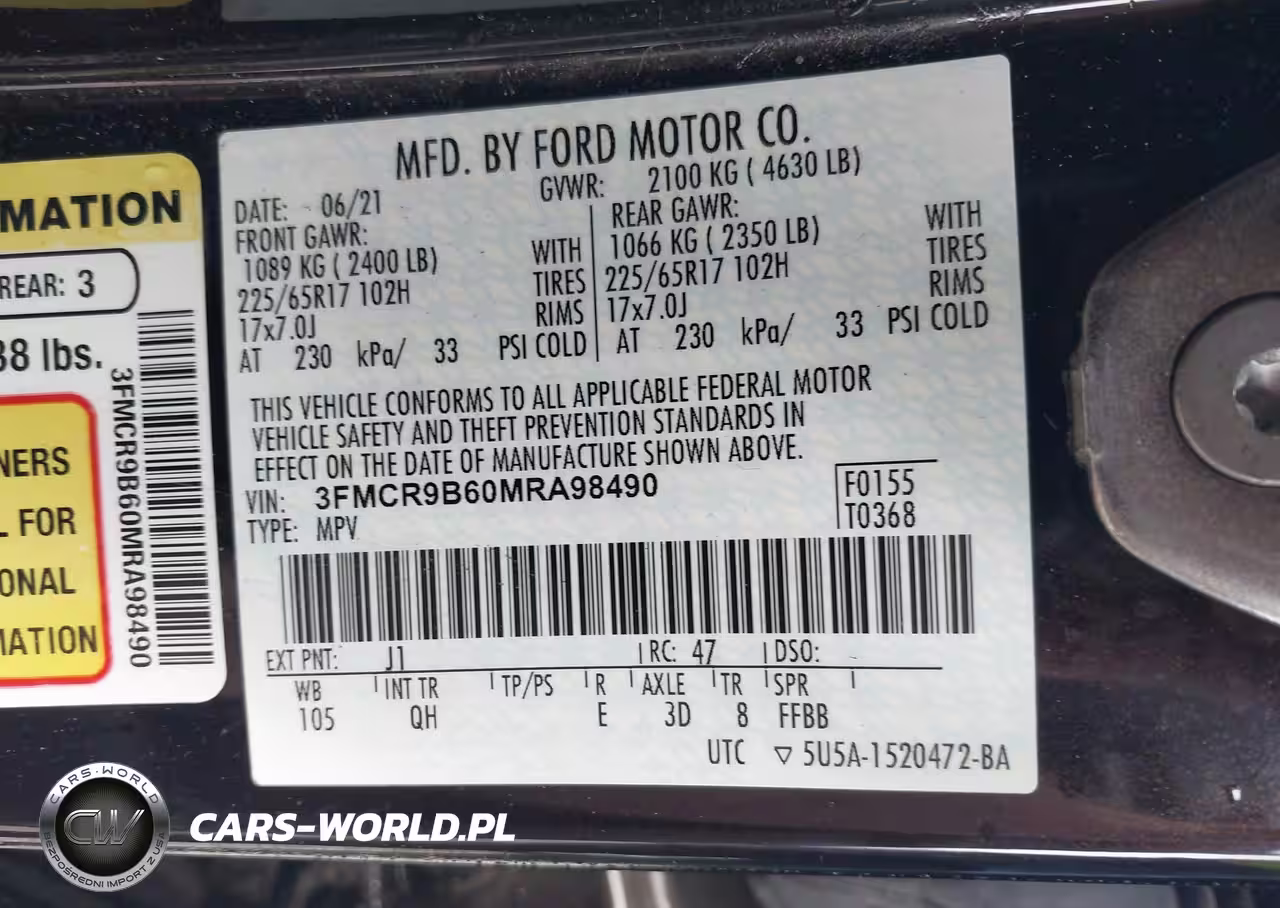 MFD. BY FORD MOTOR CO.
DATE: 06/21 GVWR: 2100 KG ( 4630 LB)
FRONT GAWR: REAR GAWR:
1089 KG ( 2400 LB) WITH 1066 KG ( 2350 LB) WITH
225/65R17 102H TIRES 225/65R17 102H TIRES
17x7.0J RIMS 17x7.0J RIMS
AT 230 kPa/ 33 PSI COLD AT 230 kPa/ 33 PSI COLD
THIS VEHICLE CONFORMS TO ALL APPLICABLE FEDERAL MOTOR
VEHICLE SAFETY AND THEFT PREVENTION STANDARDS IN
EFFECT ON THE DATE OF MANUFACTURE SHOWN ABOVE.
VIN: 3FMCR9B60MRA98490 F0155
TYPE: MPV T0368
EXT PNT: J1 RC: 47 DSO:
WB INT TR TP/PS R AXLE TR SPR
105 QH E 3D 8 FFBB
UTC ▽ 5U5A-1520472-BA
MATION
REAR: 3
38 lbs.
3FMCR9B60MRA98490
NERS
L FOR
ONAL
MATION
CARS-WORLD
CW
BEZPOŚREDNI IMPORT Z USA
CARS-WORLD.PL